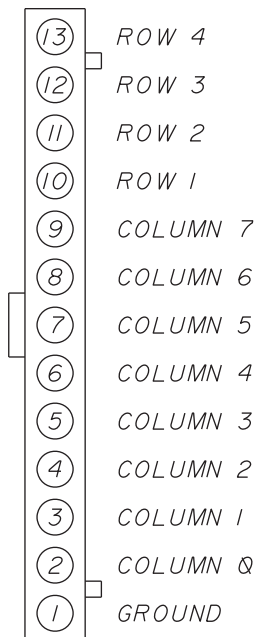 13 ROW 4
12 ROW 3
11 ROW 2
10 ROW 1
9 COLUMN 7
8 COLUMN 6
7 COLUMN 5
6 COLUMN 4
5 COLUMN 3
4 COLUMN 2
3 COLUMN 1
2 COLUMN 0
1 GROUND